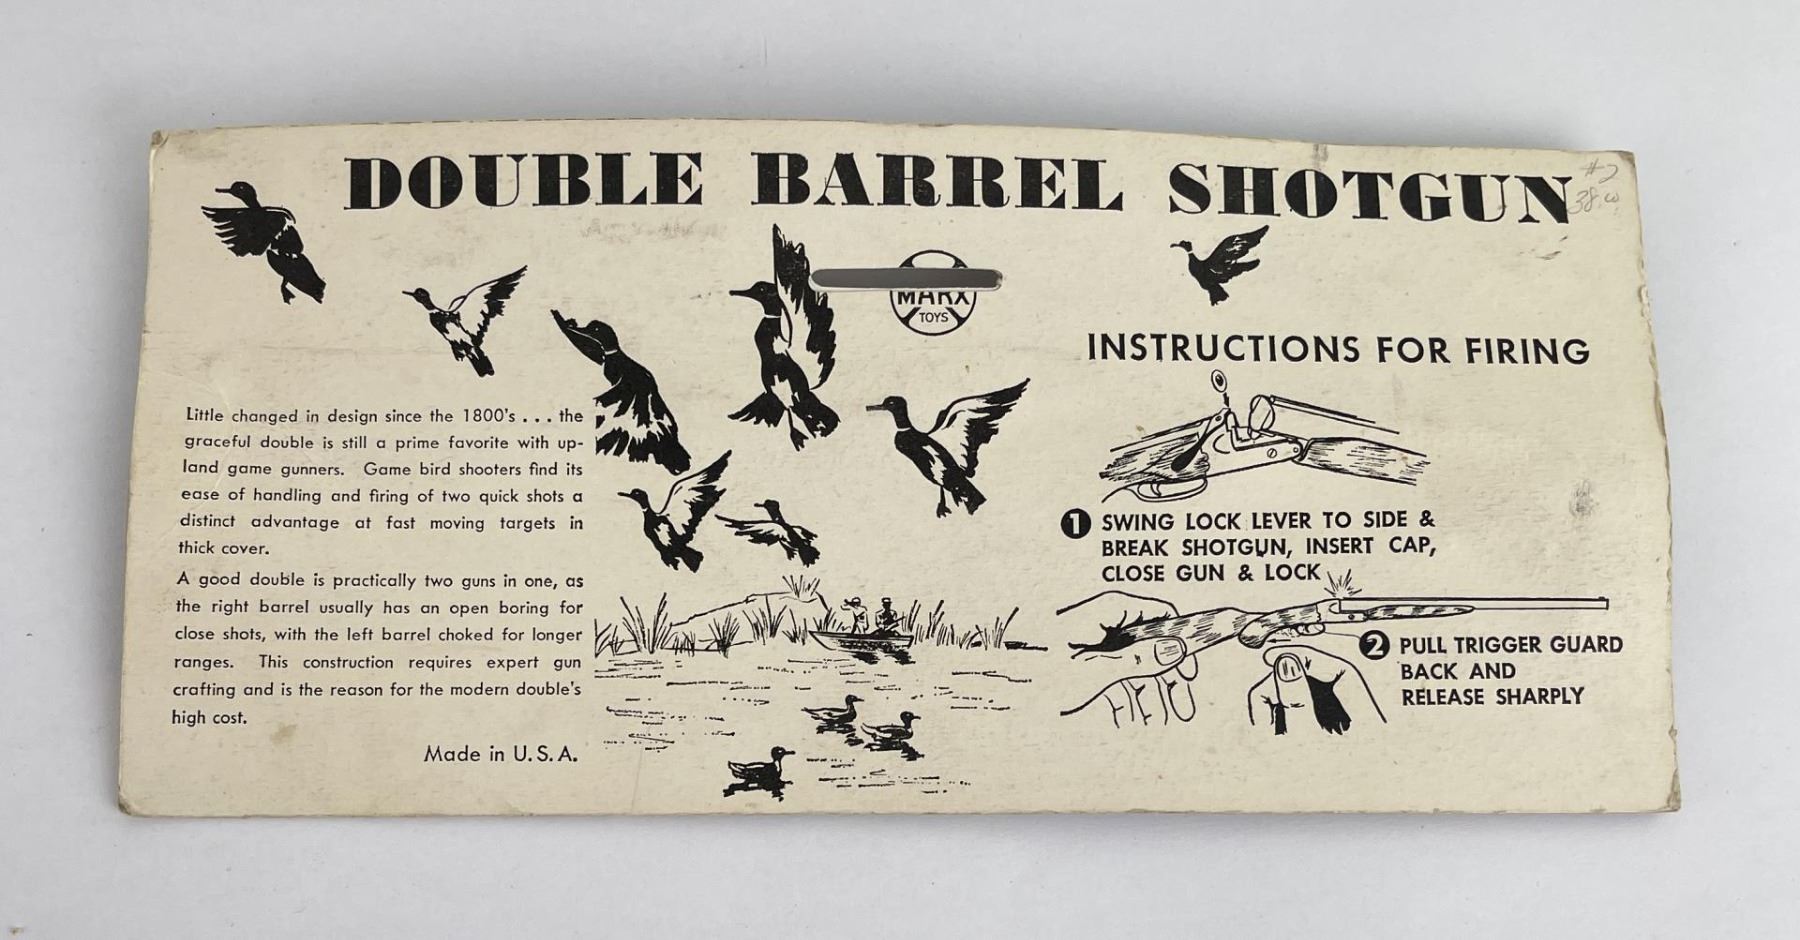 DOUBLE BARREL SHOTGUN
#2
38.00
MARX
TOYS
Little changed in design since the 1800's . . . the
graceful double is still a prime favorite with up-
land game gunners. Game bird shooters find its
ease of handling and firing of two quick shots a
distinct advantage at fast moving targets in
thick cover.
A good double is practically two guns in one, as
the right barrel usually has an open boring for
close shots, with the left barrel choked for longer
ranges. This construction requires expert gun
crafting and is the reason for the modern double's
high cost.
Made in U.S.A.
INSTRUCTIONS FOR FIRING
1 SWING LOCK LEVER TO SIDE &
BREAK SHOTGUN, INSERT CAP,
CLOSE GUN & LOCK
2 PULL TRIGGER GUARD
BACK AND
RELEASE SHARPLY